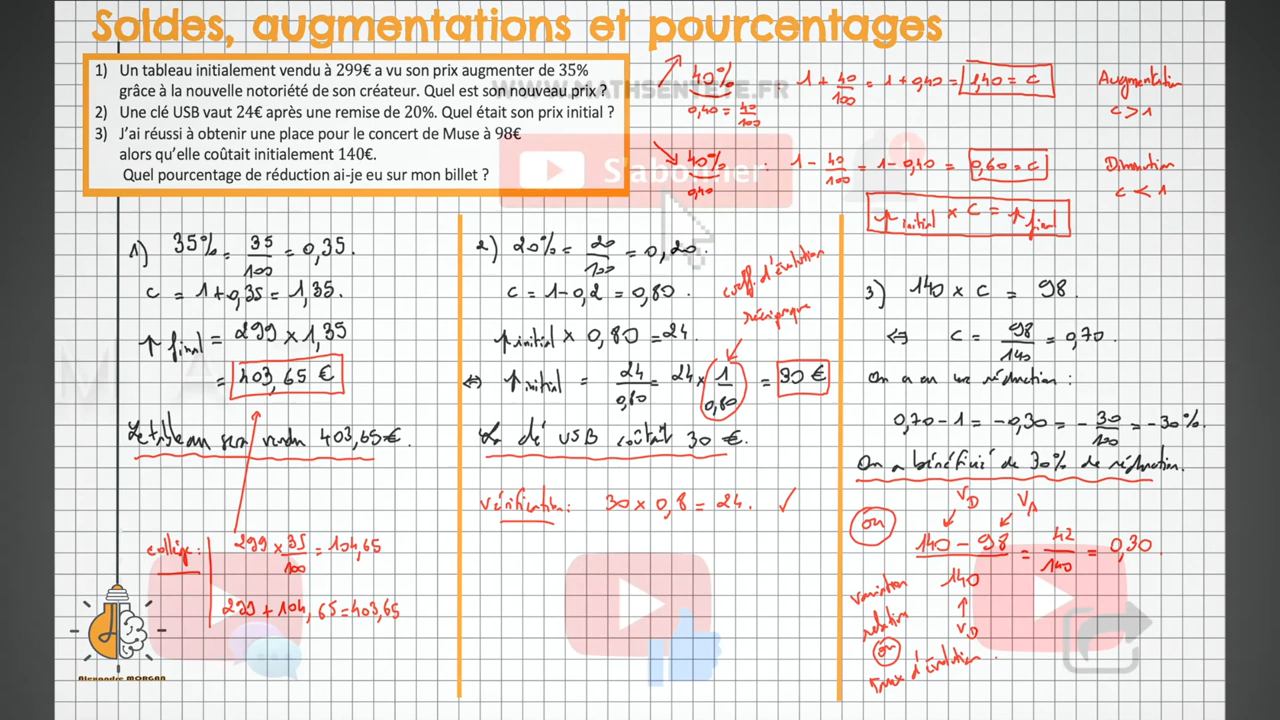 Soldes, augmentations et pourcentages
1) Un tableau initialement vendu à 299€ a vu son prix augmenter de 35%
grâce à la nouvelle notoriété de son créateur. Quel est son nouveau prix ?
2) Une clé USB vaut 24€ après une remise de 20%. Quel était son prix initial ?
3) J'ai réussi à obtenir une place pour le concert de Muse à 98€
alors qu'elle coûtait initialement 140€.
Quel pourcentage de réduction ai-je eu sur mon billet ?
WWW.MATHSENTETE.FR
S'abonner
40% : 1 + 40/100 = 1 + 0,40 = 1,40 = C Augmentation
0,40 = 40/100 C > 1
40% : 1 - 40/100 = 1 - 0,40 = 0,60 = C Diminution
0,40 C < 1
p initial × C = p final
1) 35% = 35/100 = 0,35.
C = 1 + 0,35 = 1,35.
p final = 299 × 1,35
= 403,65 €
Le tableau sera vendu 403,65€.
collège : 299 × 35/100 = 104,65
299 + 104,65 = 403,65
2) 20% = 20/100 = 0,20.
C = 1 - 0,2 = 0,80.
coeff. d'évolution
réciproque
p initial × 0,80 = 24.
⇔ p initial = 24/0,80 = 24 × 1/0,80 = 30 €
La clé USB coûtait 30 €.
Vérification : 30 × 0,8 = 24. ✓
3) 140 × C = 98.
⇔ C = 98/140 = 0,70.
On a eu une réduction :
0,70 - 1 = -0,30 = -30/100 = -30%.
On a bénéficié de 30% de réduction.
VD VA
ou
140 - 98 / 140 = 42/140 = 0,30.
VD
variation
relative
ou
Taux d'évolution.
Alexandre MORGAN